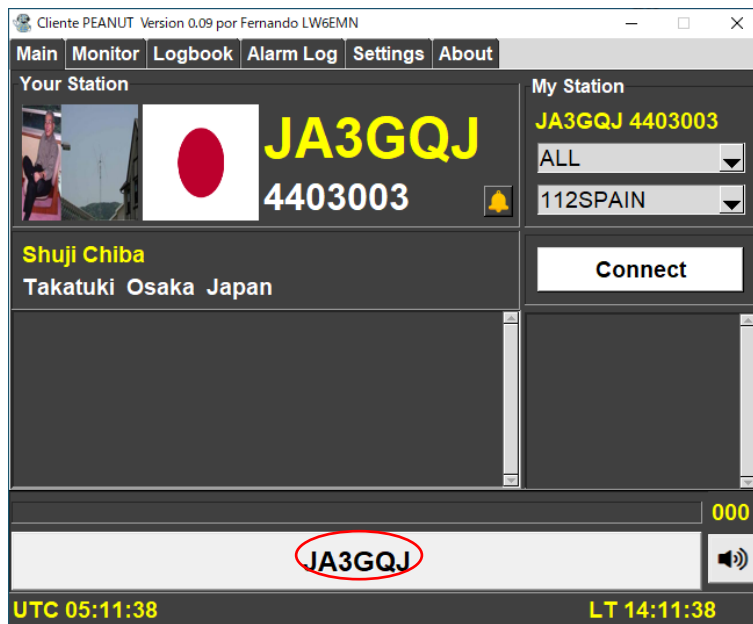 Cliente PEANUT Version 0.09 por Fernando LW6EMN
Main Monitor Logbook Alarm Log Settings About
Your Station
JA3GQJ
4403003
My Station
JA3GQJ 4403003
ALL
112SPAIN
Shuji Chiba
Takatuki Osaka Japan
Connect
000
JA3GQJ
UTC 05:11:38
LT 14:11:38